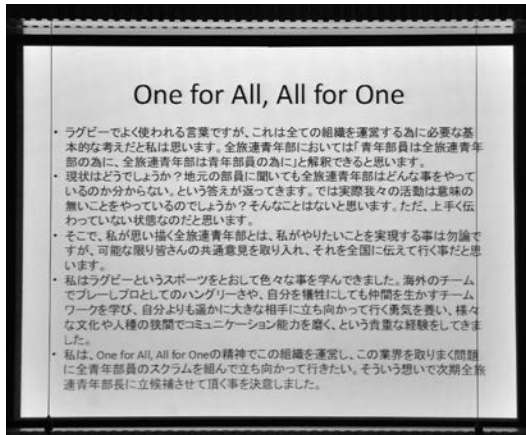 One for All, All for One
• ラグビーでよく使われる言葉ですが、これは全ての組織を運営する為に必要な基
本的な考えだと私は思います。全旅連青年部においては「青年部員は全旅連青年
部の為に、全旅連青年部は青年部員の為に」と解釈できると思います。
• 現状はどうでしょうか？地元の部員に聞いても全旅連青年部はどんな事をやって
いるのか分からない。という答えが返ってきます。では実際我々の活動は意味の
無いことをやっているのでしょうか？そんなことはないと思います。ただ、上手く伝
わっていない状態なのだと思います。
• そこで、私が思い描く全旅連青年部とは、私がやりたいことを実現する事は勿論で
すが、可能な限り皆さんの共通意見を取り入れ、それを全国に伝えて行く事だと思
います。
• 私はラグビーというスポーツをとおして色々な事を学んできました。海外のチーム
でプレーしプロとしてのハングリーさや、自分を犠牲にしても仲間を生かすチーム
ワークを学び、自分よりも遥かに大きな相手に立ち向かって行く勇気を養い、様々
な文化や人種の狭間でコミュニケーション能力を磨く、という貴重な経験をしてきま
した。
• 私は、One for All, All for Oneの精神でこの組織を運営し、この業界を取りまく問題
に全青年部員のスクラムを組んで立ち向かって行きたい。そういう想いで次期全旅
連青年部長に立候補させて頂く事を決意しました。